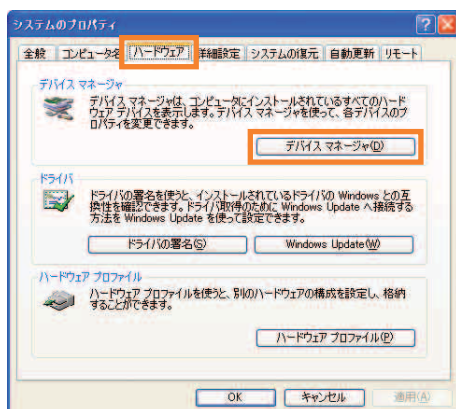 システムのプロパティ
全般 コンピュータ名 ハードウェア 詳細設定 システムの復元 自動更新 リモート
デバイス マネージャ
デバイス マネージャは、コンピュータにインストールされているすべてのハード
ウェア デバイスを表示します。デバイス マネージャを使って、各デバイスのプ
ロパティを変更できます。
デバイス マネージャ(D)
ドライバ
ドライバの署名を使うと、インストールされているドライバの Windows との互
換性を確認できます。ドライバ取得のために Windows Update へ接続する
方法を Windows Update を使って設定できます。
ドライバの署名(S) Windows Update(W)
ハードウェア プロファイル
ハードウェア プロファイルを使うと、別のハードウェアの構成を設定し、格納
することができます。
ハードウェア プロファイル(P)
OK キャンセル 適用(A)